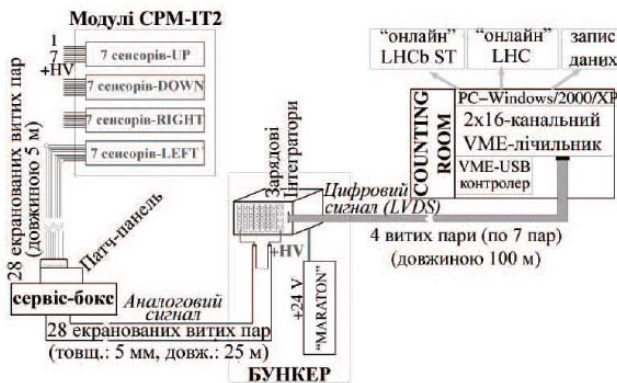 Модулі CPM-IT2
1
7
+HV
7 сенсорів-UP
7 сенсорів-DOWN
7 сенсорів-RIGHT
7 сенсорів-LEFT
28 екранованих витих пар
(довжиною 5 м)
Патч-панель
сервіс-бокс
Аналоговий
сигнал
28 екранованих витих пар
(товщ.: 5 мм, довж.: 25 м)
Зарядові
Інтегратори
+HV
+24 V
"MARATON"
БУНКЕР
Цифровий
сигнал (LVDS)
4 витих пари (по 7 пар)
(довжиною 100 м)
"онлайн"
LHCb ST
"онлайн"
LHC
запис
даних
COUNTING
ROOM
PC–Windows/2000/XP
2x16-канальний
VME-лічильник
VME-USB
контролер